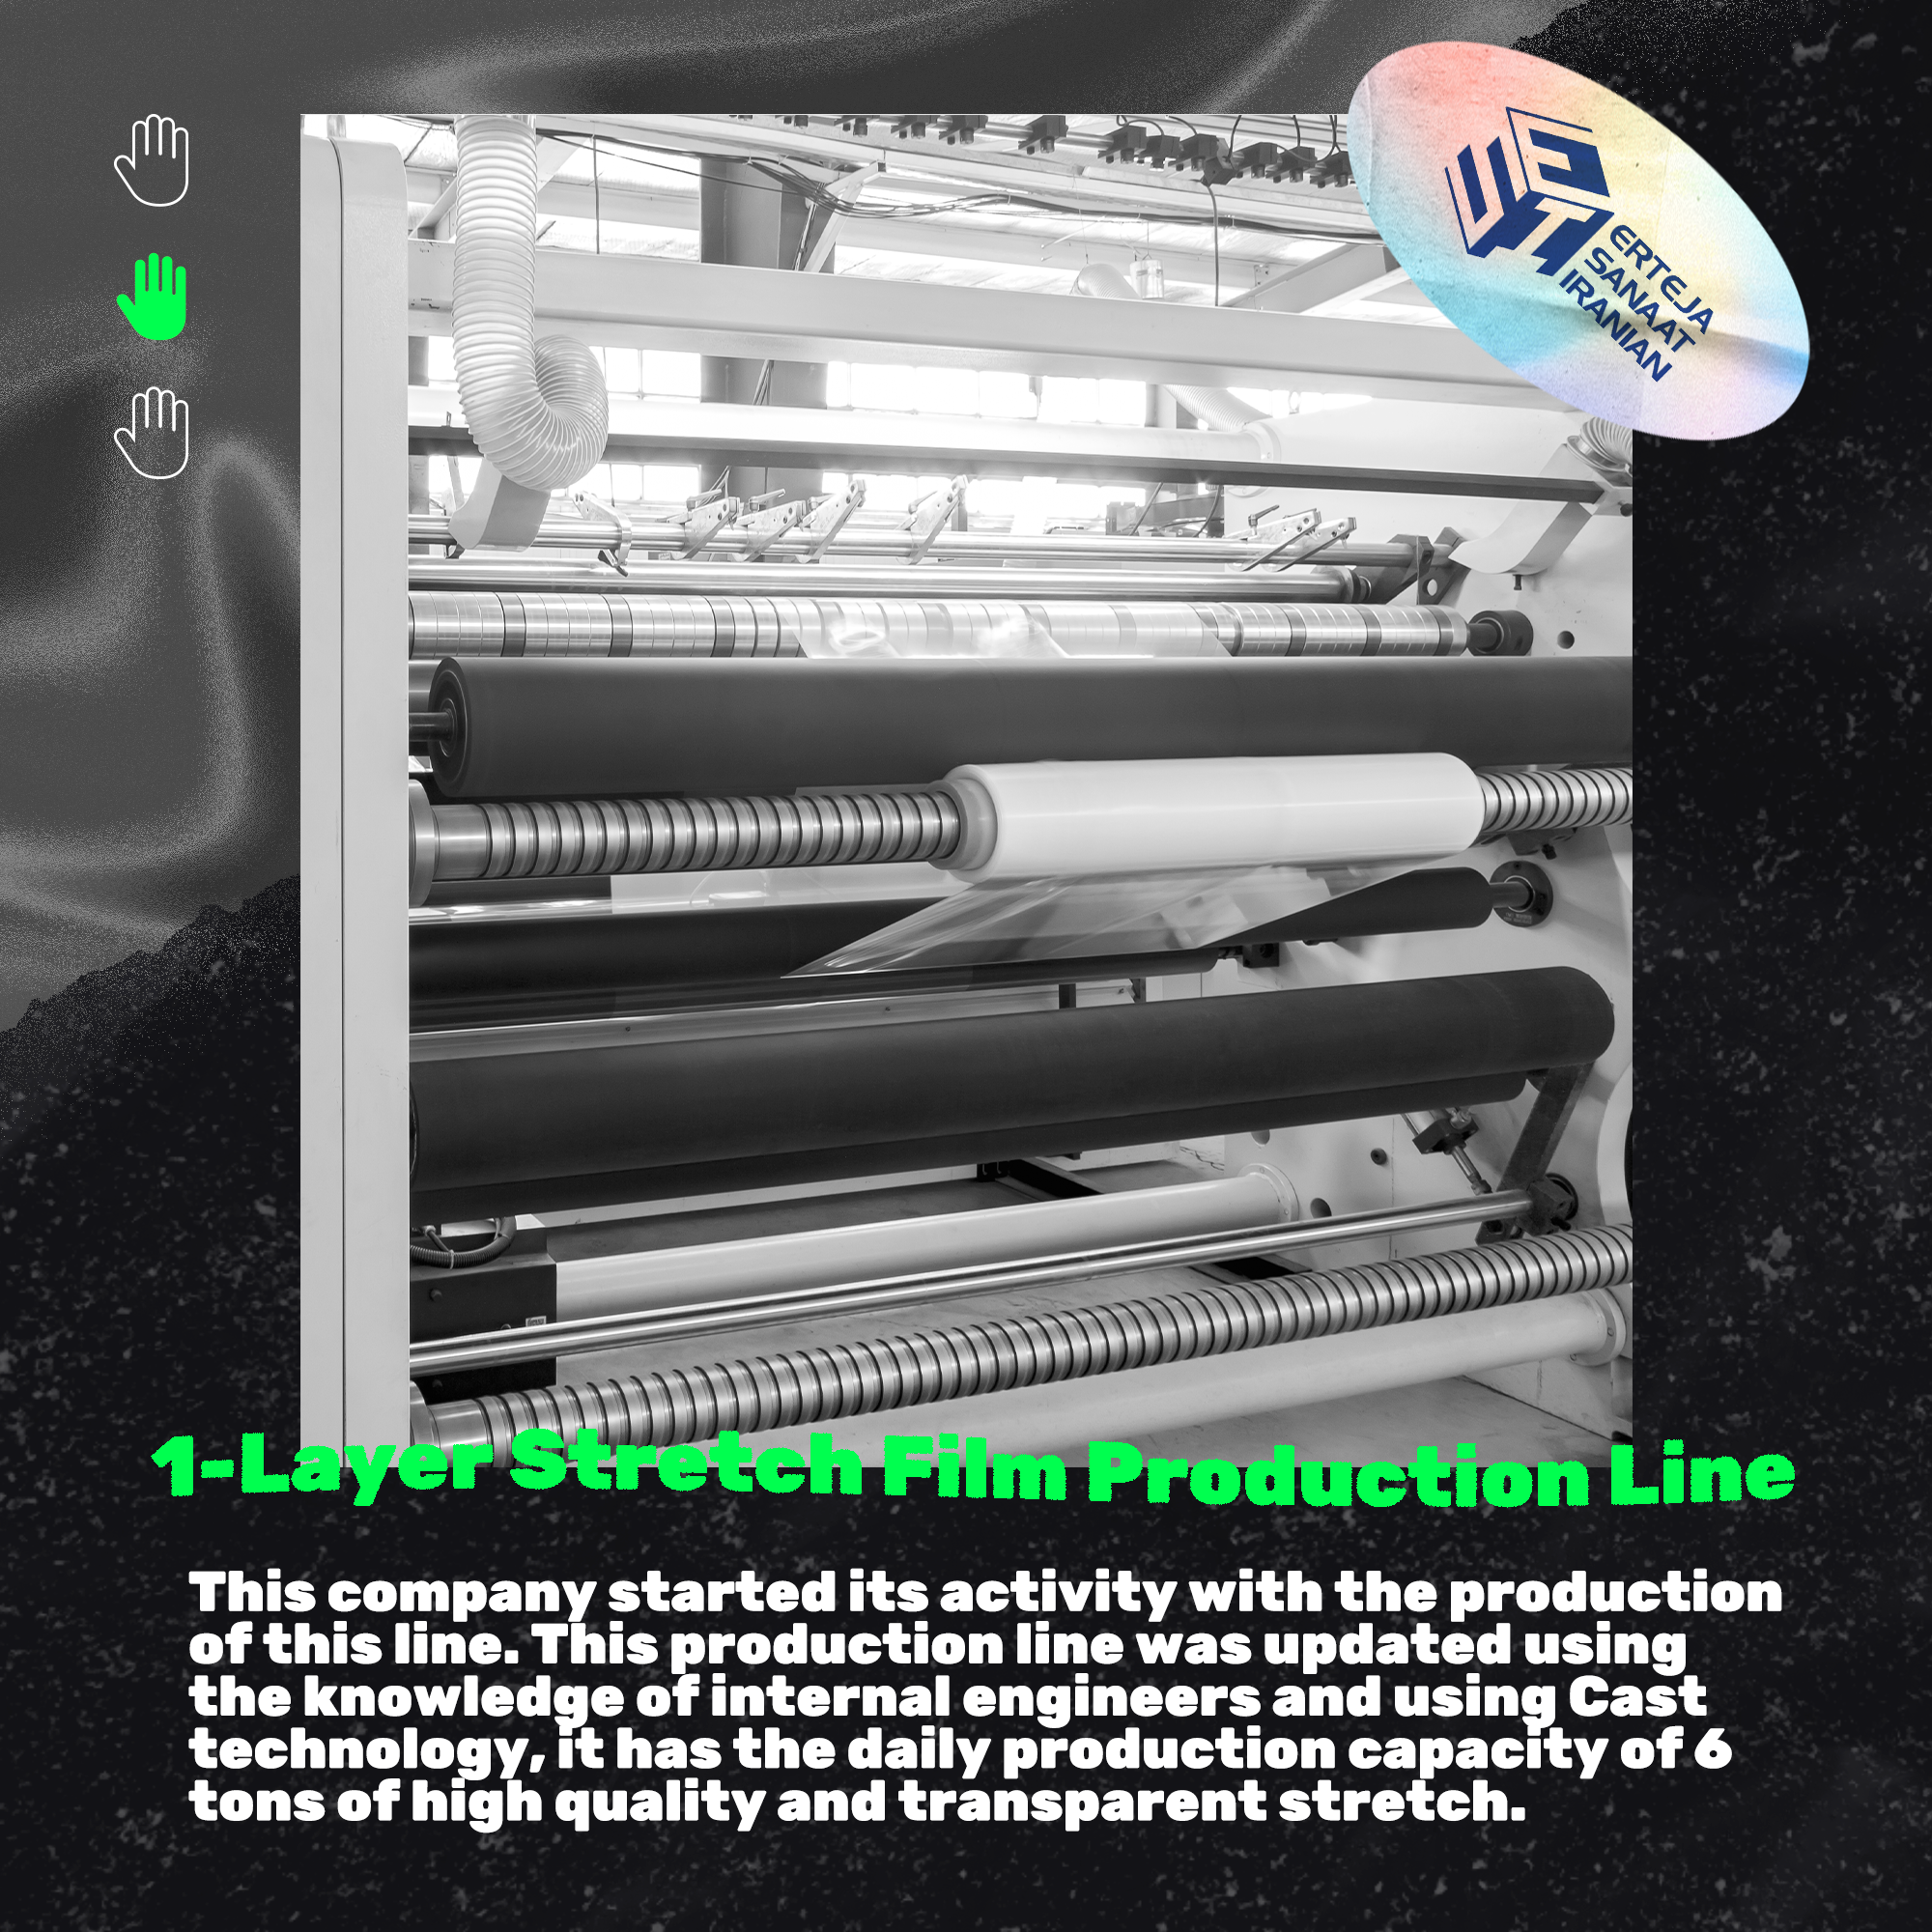 ERTEJA
SANAAT
IRANIAN
1-Layer Stretch Film Production Line
This company started its activity with the production
of this line. This production line was updated using
the knowledge of internal engineers and using Cast
technology, it has the daily production capacity of 6
tons of high quality and transparent stretch.